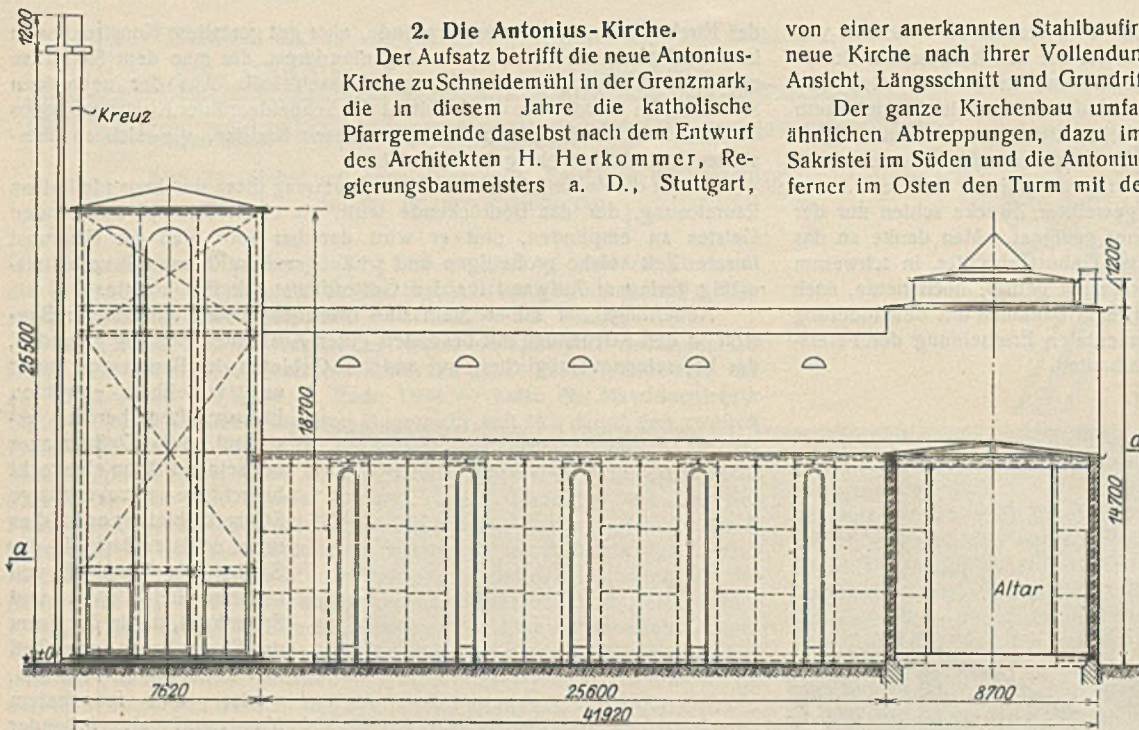 2. Die Antonius-Kirche.
Der Aufsatz betrifft die neue Antonius-
Kirche zu Schneidemühl in der Grenzmark,
die in diesem Jahre die katholische
Pfarrgemeinde daselbst nach dem Entwurf
des Architekten H. Herkommer, Re-
gierungsbaumeisters a. D., Stuttgart,
von einer anerkannten Stahlbaufir
neten Kirche nach ihrer Vollendun
Ansicht, Längsschnitt und Grundrif
Der ganze Kirchenbau umfa
ähnlichen Abtreppungen, dazu im
Sakristei im Süden und die Antoniu
ferner im Osten den Turm mit de
1200
Kreuz
25500
18700
1200
a
14700
a
Altar
±0
7620
25600
8700
41920